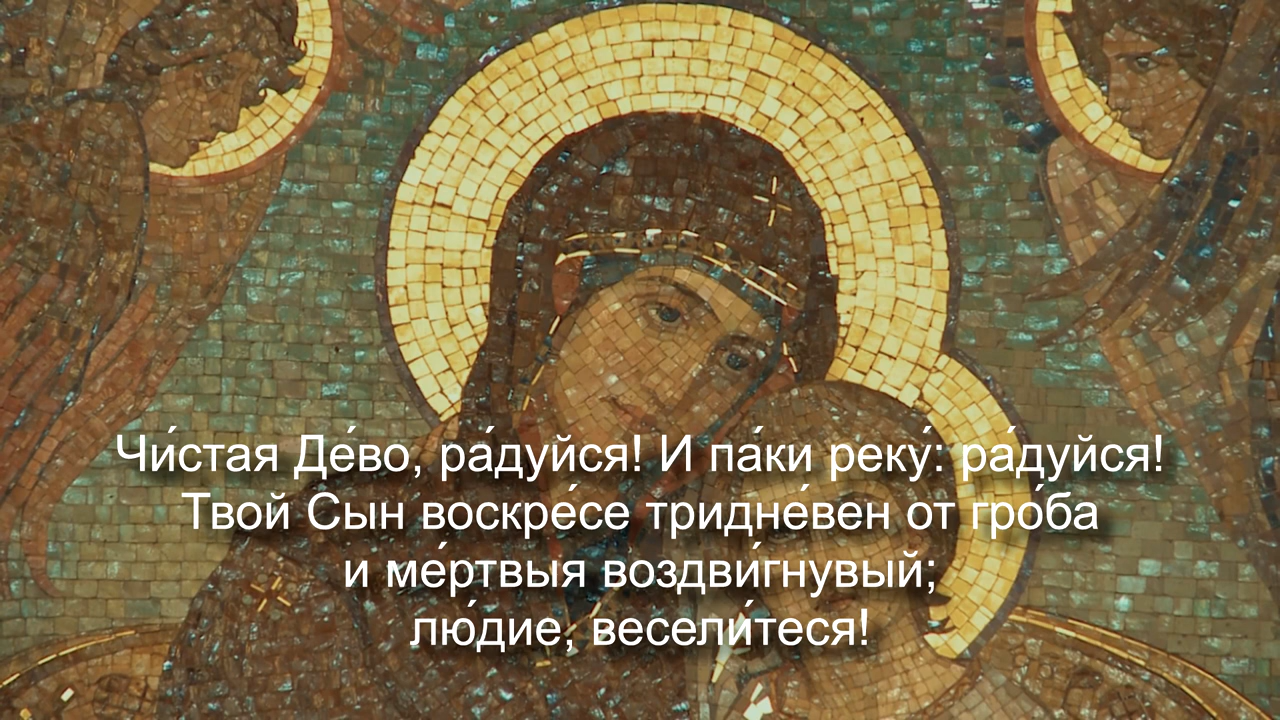 Чи́стая Де́во, ра́дуйся! И па́ки реку́: ра́дуйся!
Твой Сын воскре́се тридне́вен от гро́ба
и ме́ртвыя воздви́гнувый;
лю́дие, весели́теся!